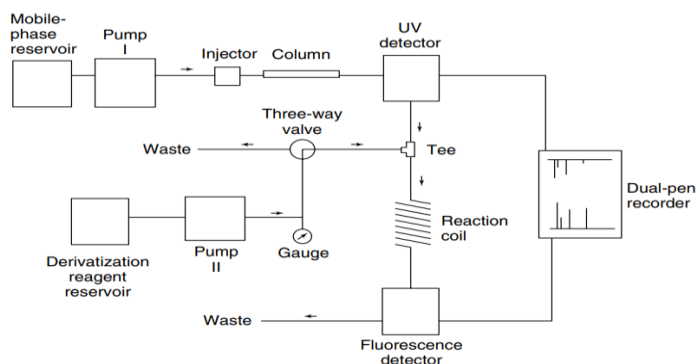 Mobile-
phase
reservoir
Pump
I
Injector
Column
UV
detector
Three-way
valve
Waste
Tee
Dual-pen
recorder
Reaction
coil
Derivatization
reagent
reservoir
Pump
II
Gauge
Waste
Fluorescence
detector